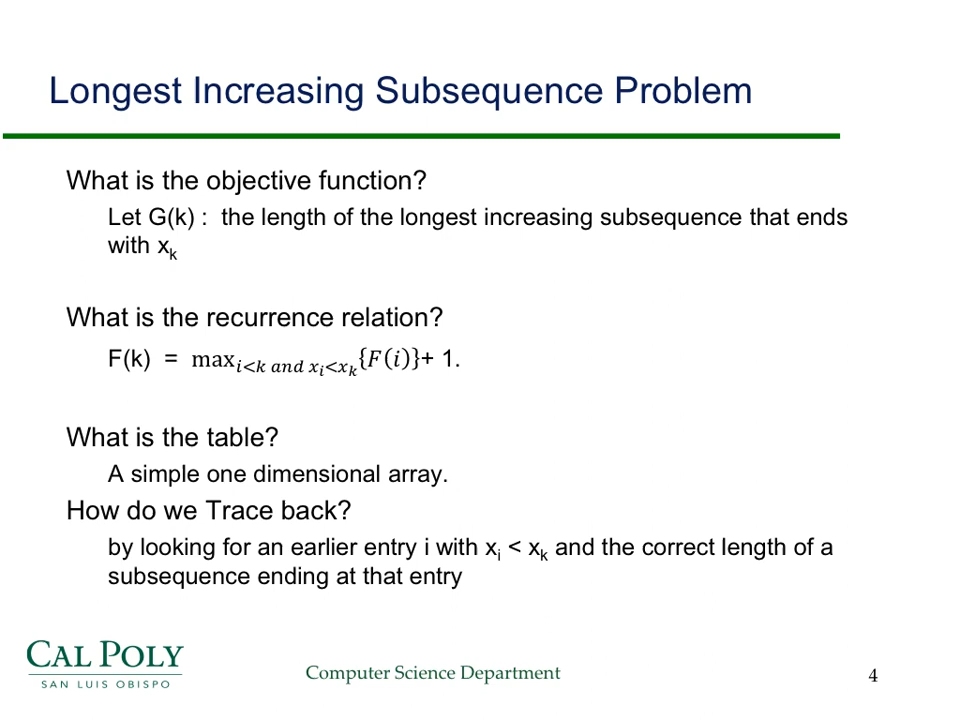 Longest Increasing Subsequence Problem
What is the objective function?
Let G(k) :  the length of the longest increasing subsequence that ends
with xₖ
What is the recurrence relation?
F(k)  =  max_{i<k and x_i<x_k}{F(i)}+ 1.
What is the table?
A simple one dimensional array.
How do we Trace back?
by looking for an earlier entry i with xᵢ < xₖ and the correct length of a
subsequence ending at that entry
CAL POLY
SAN LUIS OBISPO
Computer Science Department
4